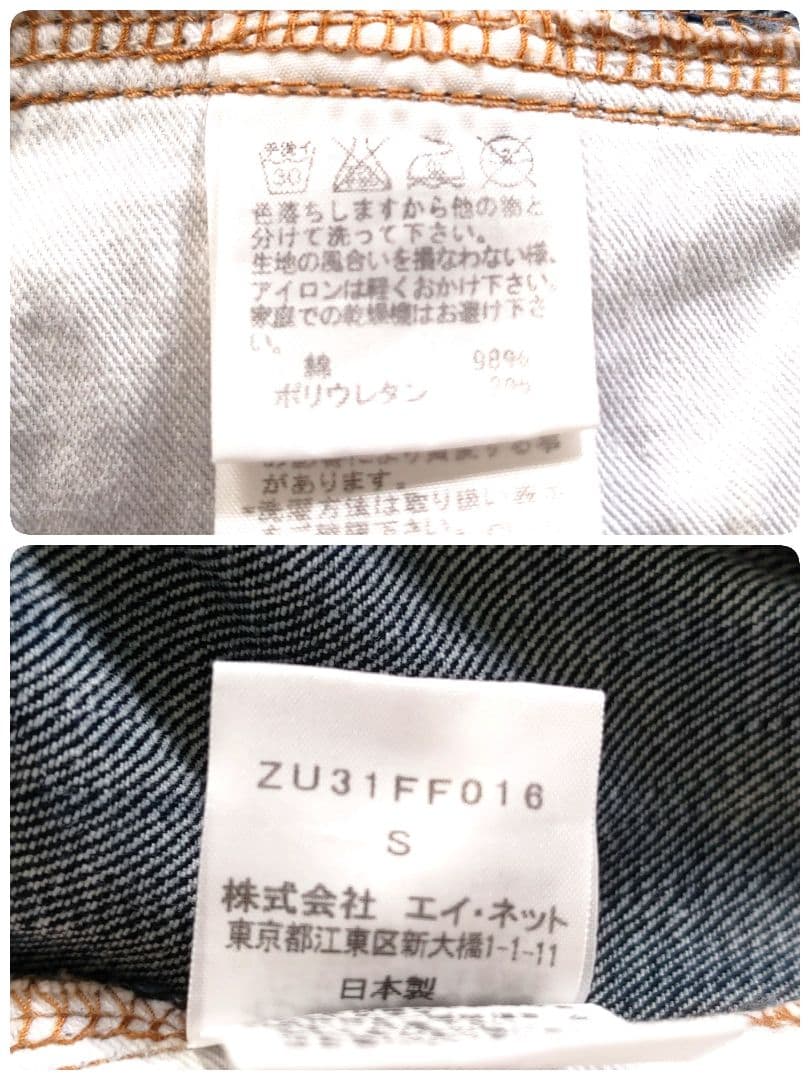 手洗イ
30
色落ちしますから他の物と
分けて洗って下さい。
生地の風合いを損なわない様、
アイロンは軽くおかけ下さい。
家庭での乾燥機はお避け下さ
い。
綿 98%
ポリウレタン 2%
があります。
ZU31FF016
S
株式会社 エイ・ネット
東京都江東区新大橋1-1-11
日本製